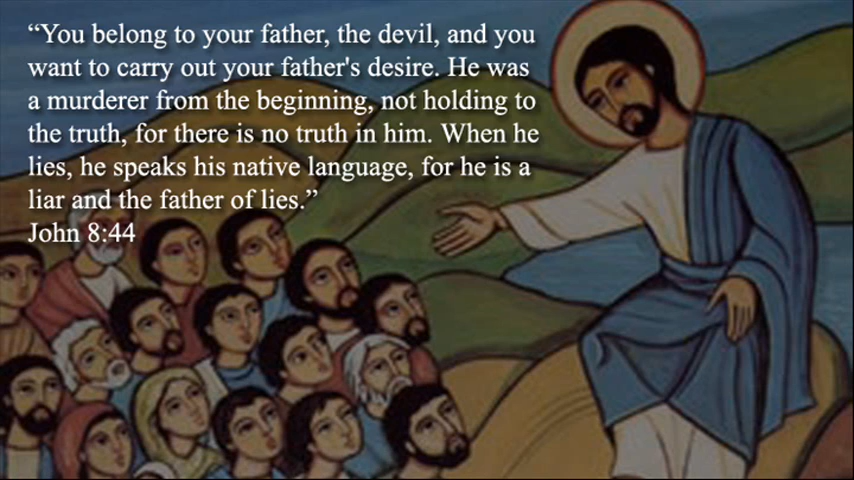 “You belong to your father, the devil, and you
want to carry out your father's desire. He was
a murderer from the beginning, not holding to
the truth, for there is no truth in him. When he
lies, he speaks his native language, for he is a
liar and the father of lies.”
John 8:44